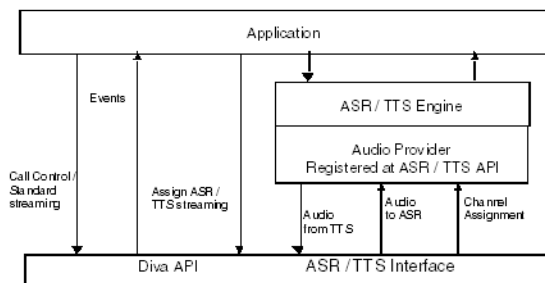 Application
Events
ASR / TTS Engine
Audio Provider
Registered at ASR / TTS API
Call Control /
Standard
streaming
Assign ASR /
TTS streaming
Audio
from TTS
Audio
to ASR
Channel
Assignment
Diva API
ASR / TTS Interface